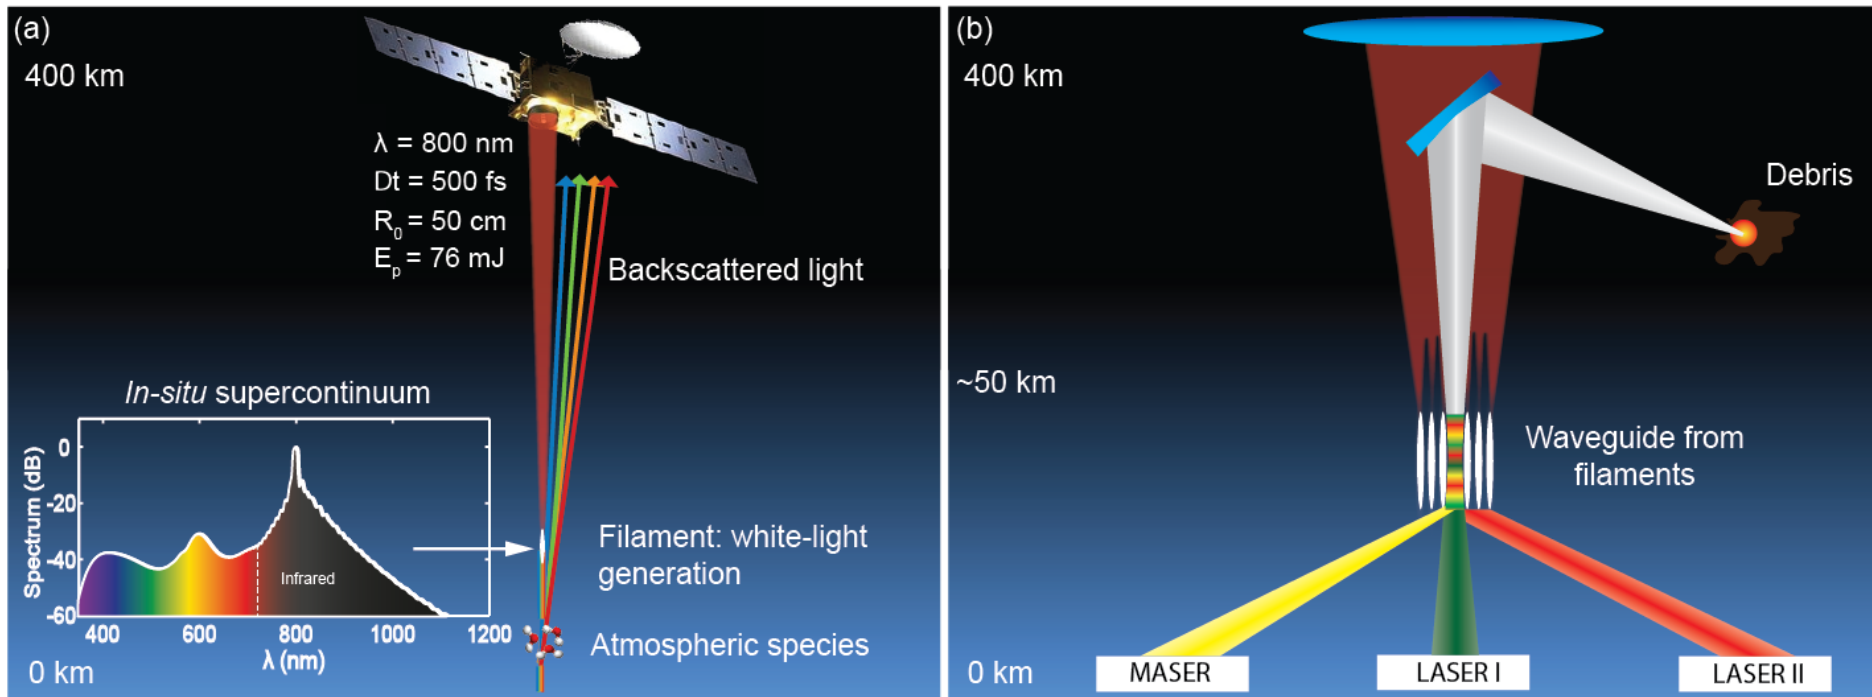 (a)
400 km
λ = 800 nm
Dt = 500 fs
R0 = 50 cm
Ep = 76 mJ
Backscattered light
In-situ supercontinuum
Spectrum (dB)
0
-20
-40
-60
Infrared
400 600 800 1000 1200
λ (nm)
Filament: white-light
generation
Atmospheric species
0 km
(b)
400 km
Debris
~50 km
Waveguide from
filaments
0 km
MASER
LASER I
LASER II